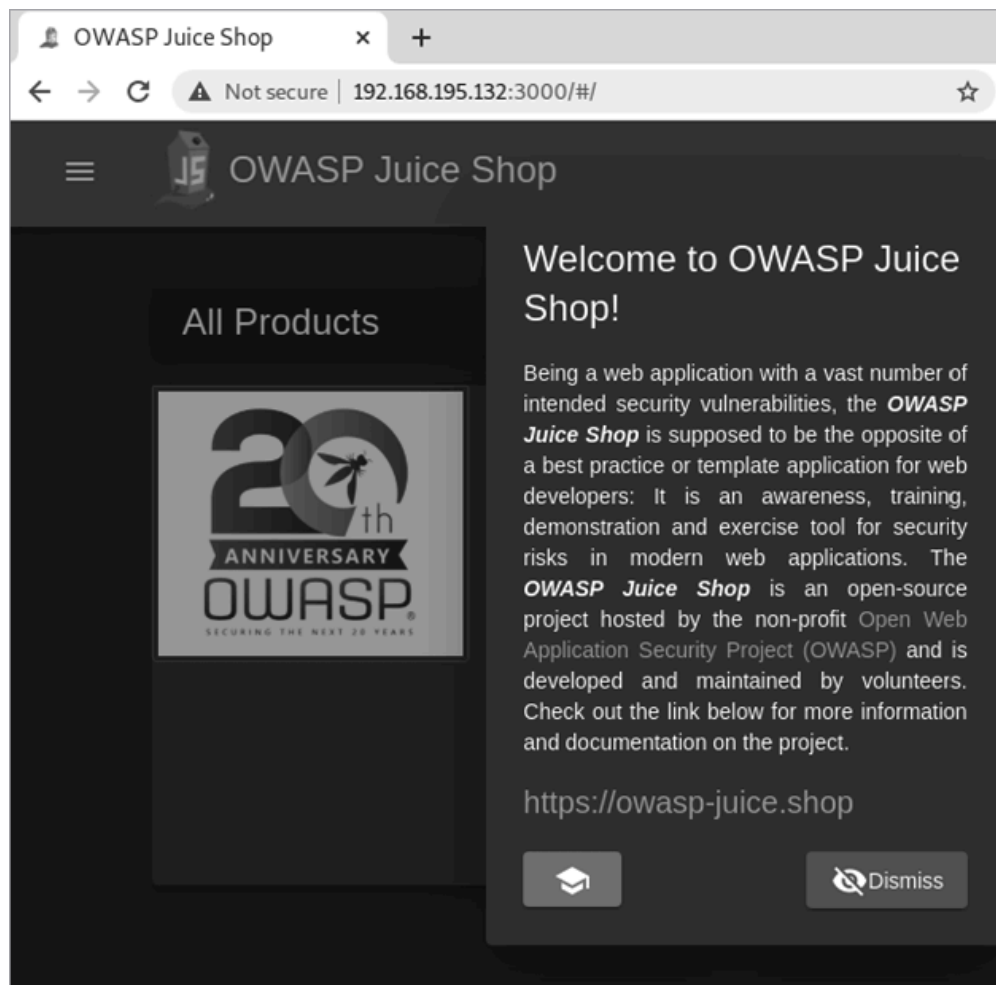 OWASP Juice Shop × +
Not secure | 192.168.195.132:3000/#/
JS OWASP Juice Shop
Welcome to OWASP Juice
Shop!
All Products
20th
ANNIVERSARY
OWASP®
SECURING THE NEXT 20 YEARS
Being a web application with a vast number of
intended security vulnerabilities, the OWASP
Juice Shop is supposed to be the opposite of
a best practice or template application for web
developers: It is an awareness, training,
demonstration and exercise tool for security
risks in modern web applications. The
OWASP Juice Shop is an open-source
project hosted by the non-profit Open Web
Application Security Project (OWASP) and is
developed and maintained by volunteers.
Check out the link below for more information
and documentation on the project.
https://owasp-juice.shop
Dismiss